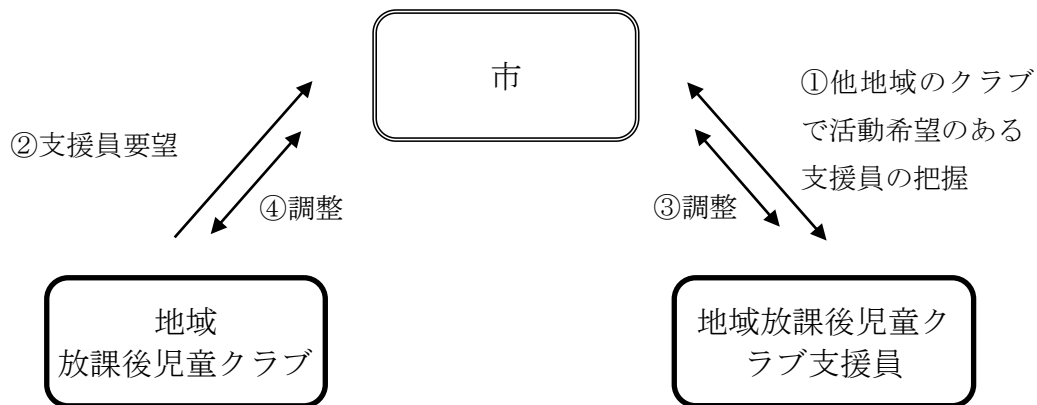 市
①他地域のクラブ
で活動希望のある
支援員の把握
②支援員要望
④調整
③調整
地域
放課後児童クラブ
地域放課後児童ク
ラブ支援員